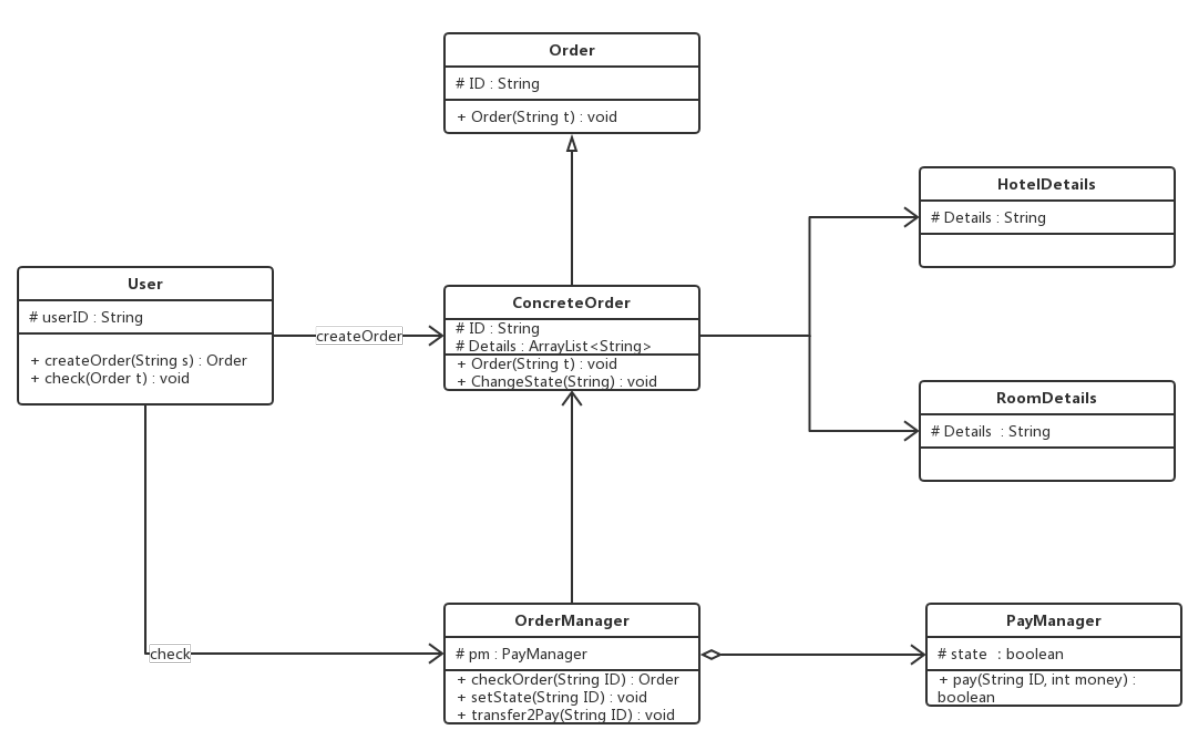 Order
# ID : String
+ Order(String t) : void
HotelDetails
# Details : String
User
# userID : String
+ createOrder(String s) : Order
+ check(Order t) : void
createOrder
ConcreteOrder
# ID : String
# Details : ArrayList<String>
+ Order(String t) : void
+ ChangeState(String) : void
RoomDetails
# Details : String
check
OrderManager
# pm : PayManager
+ checkOrder(String ID) : Order
+ setState(String ID) : void
+ transfer2Pay(String ID) : void
PayManager
# state : boolean
+ pay(String ID, int money) :
boolean